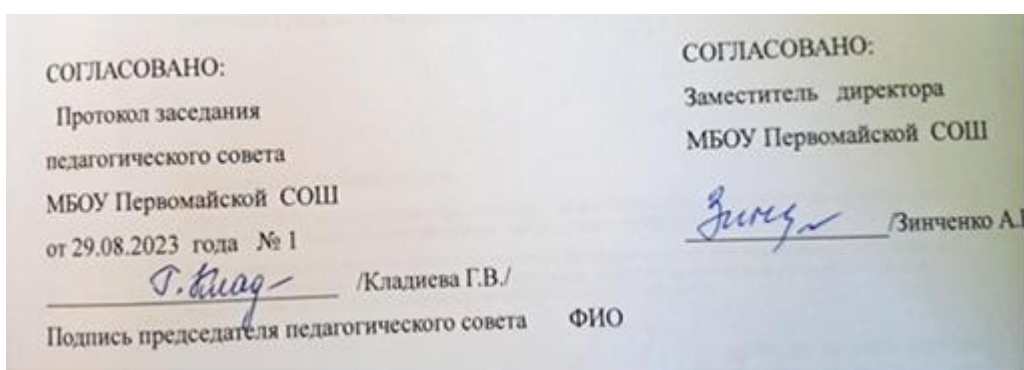 СОГЛАСОВАНО:
Протокол заседания
педагогического совета
МБОУ Первомайской СОШ
от 29.08.2023 года № 1
Г. Клад /Кладиева Г.В./
Подпись председателя педагогического совета ФИО
СОГЛАСОВАНО:
Заместитель директора
МБОУ Первомайской СОШ
/Зинченко А.